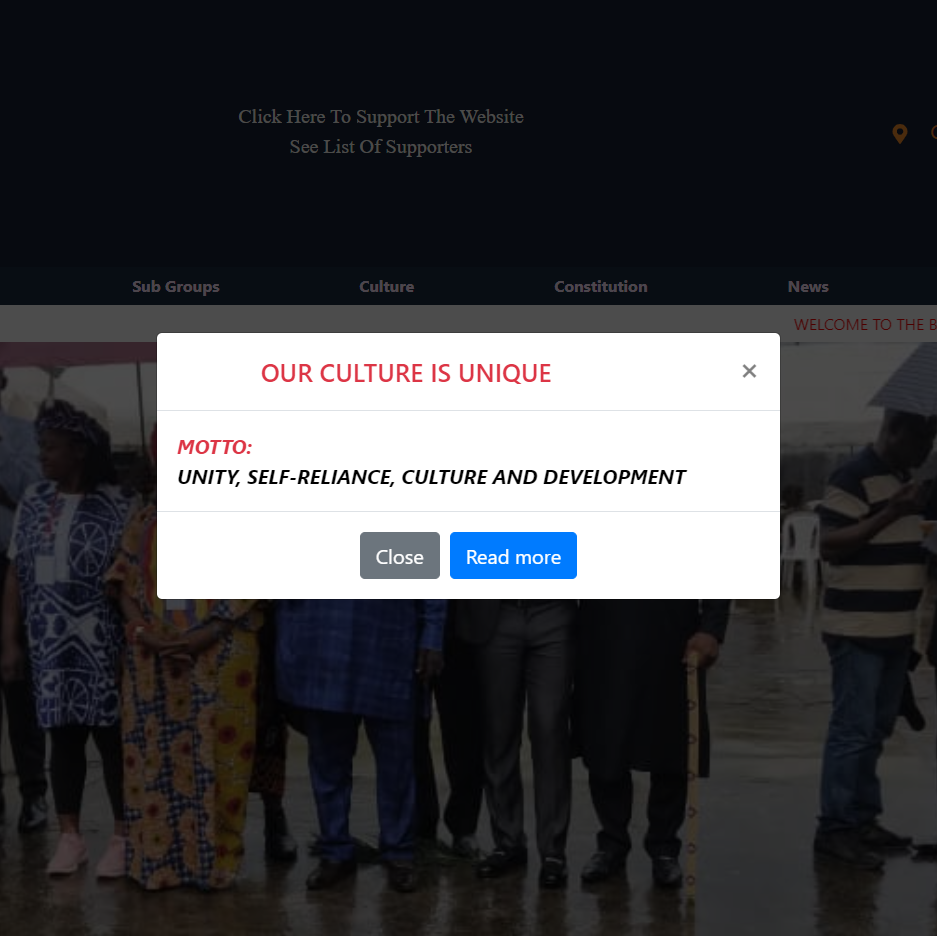 Click Here To Support The Website
See List Of Supporters
Sub Groups
Culture
Constitution
News
WELCOME TO THE
OUR CULTURE IS UNIQUE
×
MOTTO:
UNITY, SELF-RELIANCE, CULTURE AND DEVELOPMENT
Close
Read more